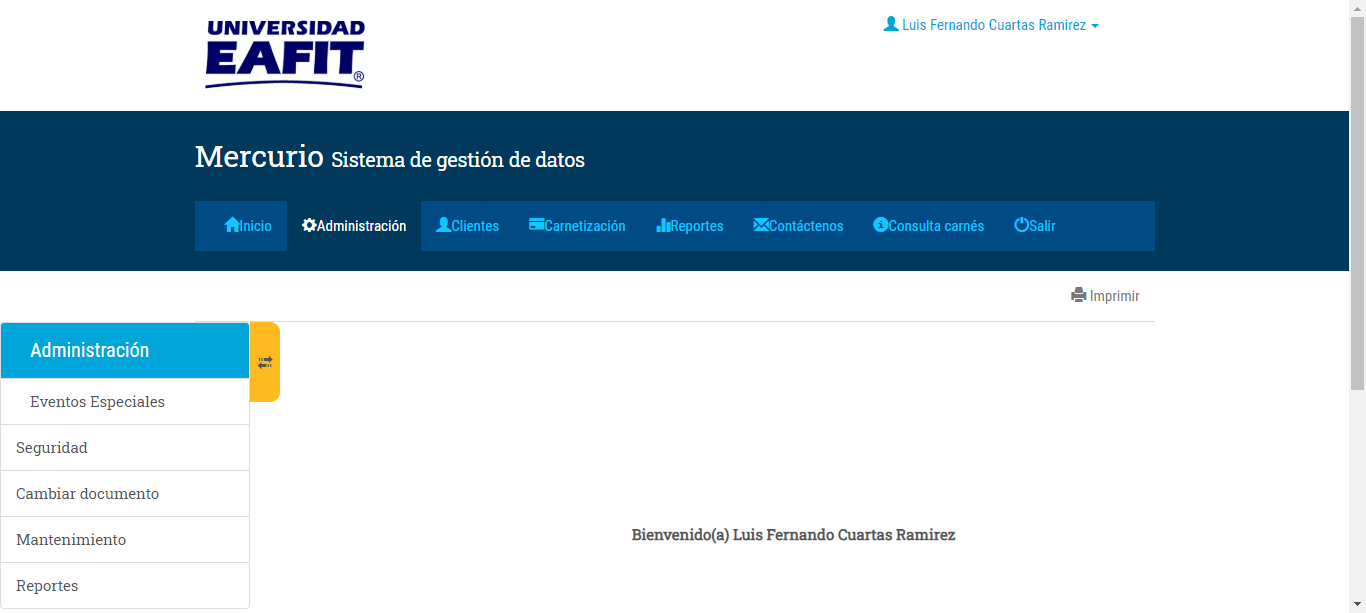 UNIVERSIDAD
EAFIT®
Luis Fernando Cuartas Ramirez
Mercurio Sistema de gestión de datos
Inicio Administración Clientes Carnetización Reportes Contáctenos Consulta carnés Salir
Imprimir
Administración
Eventos Especiales
Seguridad
Cambiar documento
Mantenimiento
Reportes
Bienvenido(a) Luis Fernando Cuartas Ramirez